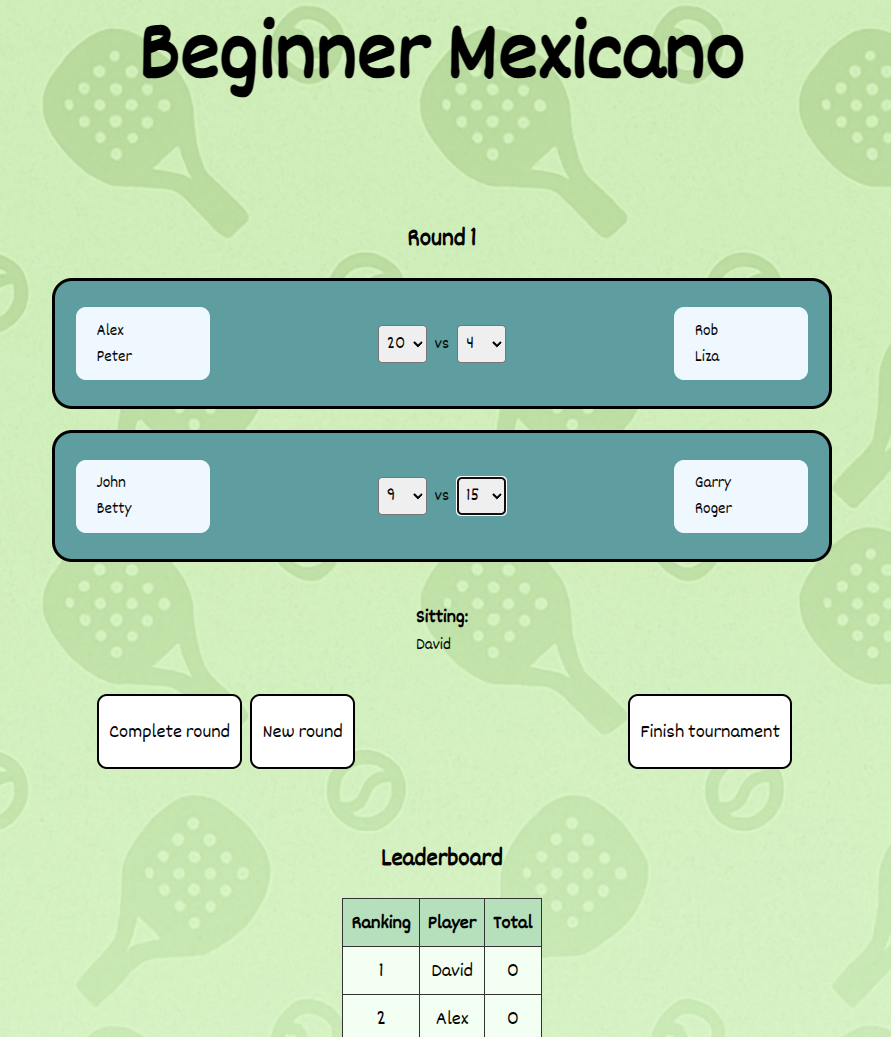 Beginner Mexicano
Round 1
Alex
Peter
20 vs 4
Rob
Liza
John
Betty
9 vs 15
Garry
Roger
Sitting:
David
Complete round New round Finish tournament
Leaderboard
Ranking Player Total
1 David 0
2 Alex 0